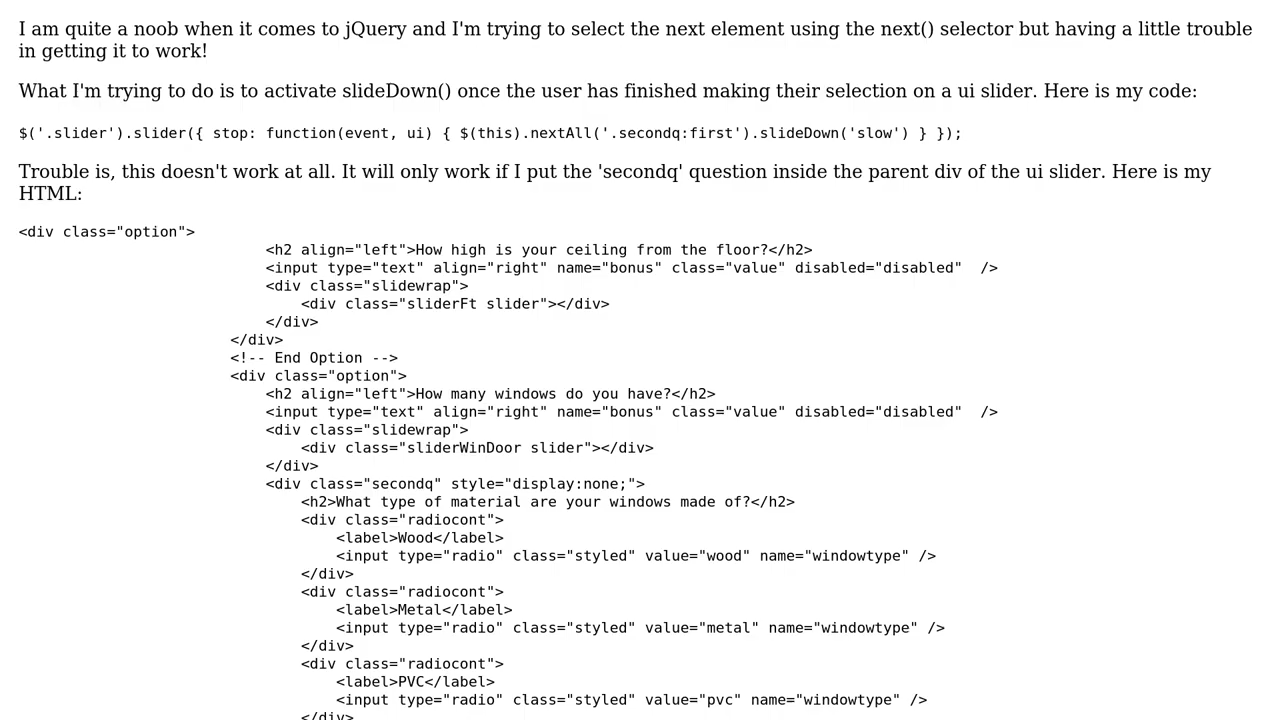 I am quite a noob when it comes to jQuery and I'm trying to select the next element using the next() selector but having a little trouble
in getting it to work!
What I'm trying to do is to activate slideDown() once the user has finished making their selection on a ui slider. Here is my code:
$('.slider').slider({ stop: function(event, ui) { $(this).nextAll('.secondq:first').slideDown('slow') } });
Trouble is, this doesn't work at all. It will only work if I put the 'secondq' question inside the parent div of the ui slider. Here is my
HTML:
<div class="option">
<h2 align="left">How high is your ceiling from the floor?</h2>
<input type="text" align="right" name="bonus" class="value" disabled="disabled"  />
<div class="slidewrap">
<div class="sliderFt slider"></div>
</div>
</div>
<!-- End Option -->
<div class="option">
<h2 align="left">How many windows do you have?</h2>
<input type="text" align="right" name="bonus" class="value" disabled="disabled"  />
<div class="slidewrap">
<div class="sliderWinDoor slider"></div>
</div>
<div class="secondq" style="display:none;">
<h2>What type of material are your windows made of?</h2>
<div class="radiocont">
<label>Wood</label>
<input type="radio" class="styled" value="wood" name="windowtype" />
</div>
<div class="radiocont">
<label>Metal</label>
<input type="radio" class="styled" value="metal" name="windowtype" />
</div>
<div class="radiocont">
<label>PVC</label>
<input type="radio" class="styled" value="pvc" name="windowtype" />
</div>